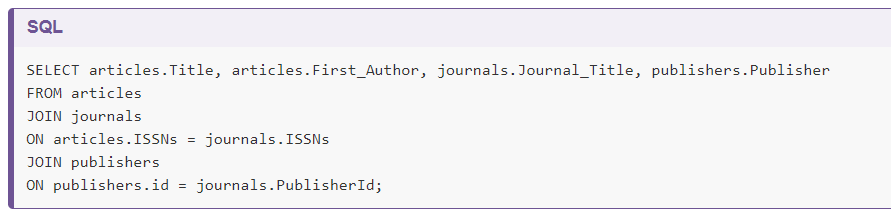 SQL
SELECT articles.Title, articles.First_Author, journals.Journal_Title, publishers.Publisher
FROM articles
JOIN journals
ON articles.ISSNs = journals.ISSNs
JOIN publishers
ON publishers.id = journals.PublisherId;